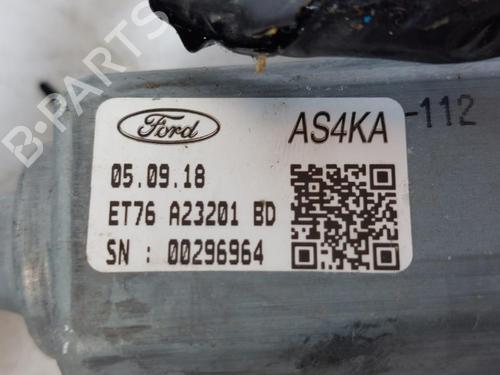 B-PARTS
Ford
AS4KA
-112
05.09.18
ET76 A23201 BD
SN : 00296964